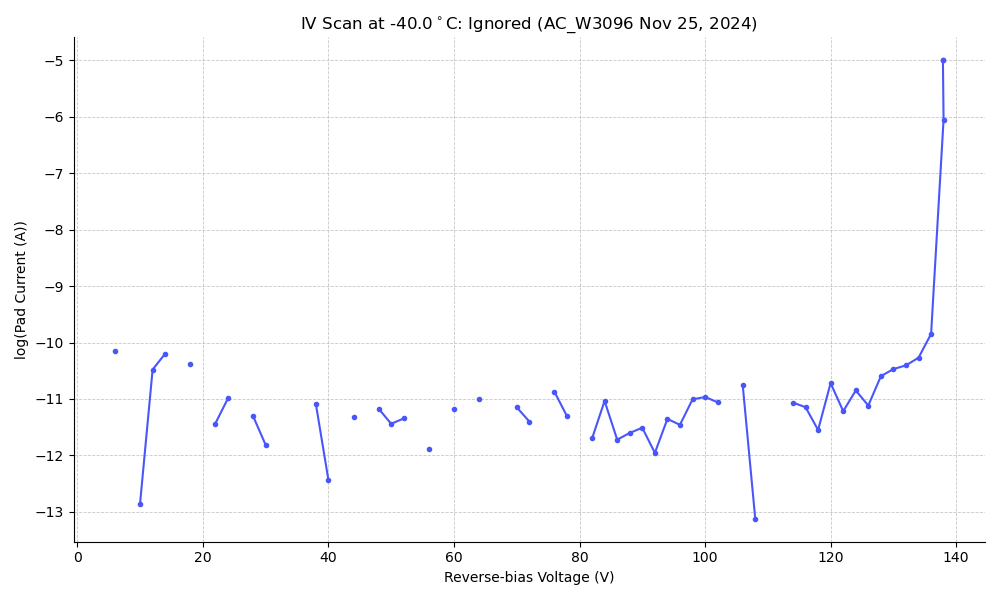 IV Scan at -40.0°C: Ignored (AC_W3096 Nov 25, 2024)
log(Pad Current (A))
−5
−6
−7
−8
−9
−10
−11
−12
−13
0 20 40 60 80 100 120 140
Reverse-bias Voltage (V)